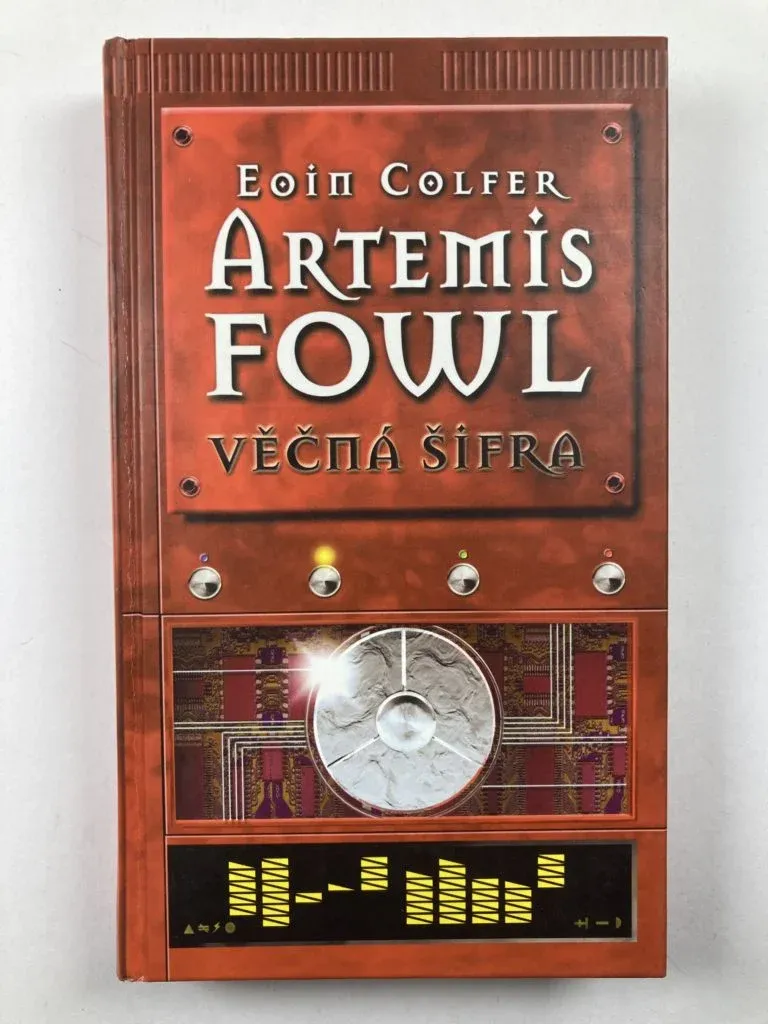 Eoin Colfer
Artemis
Fowl
Věčná šifra